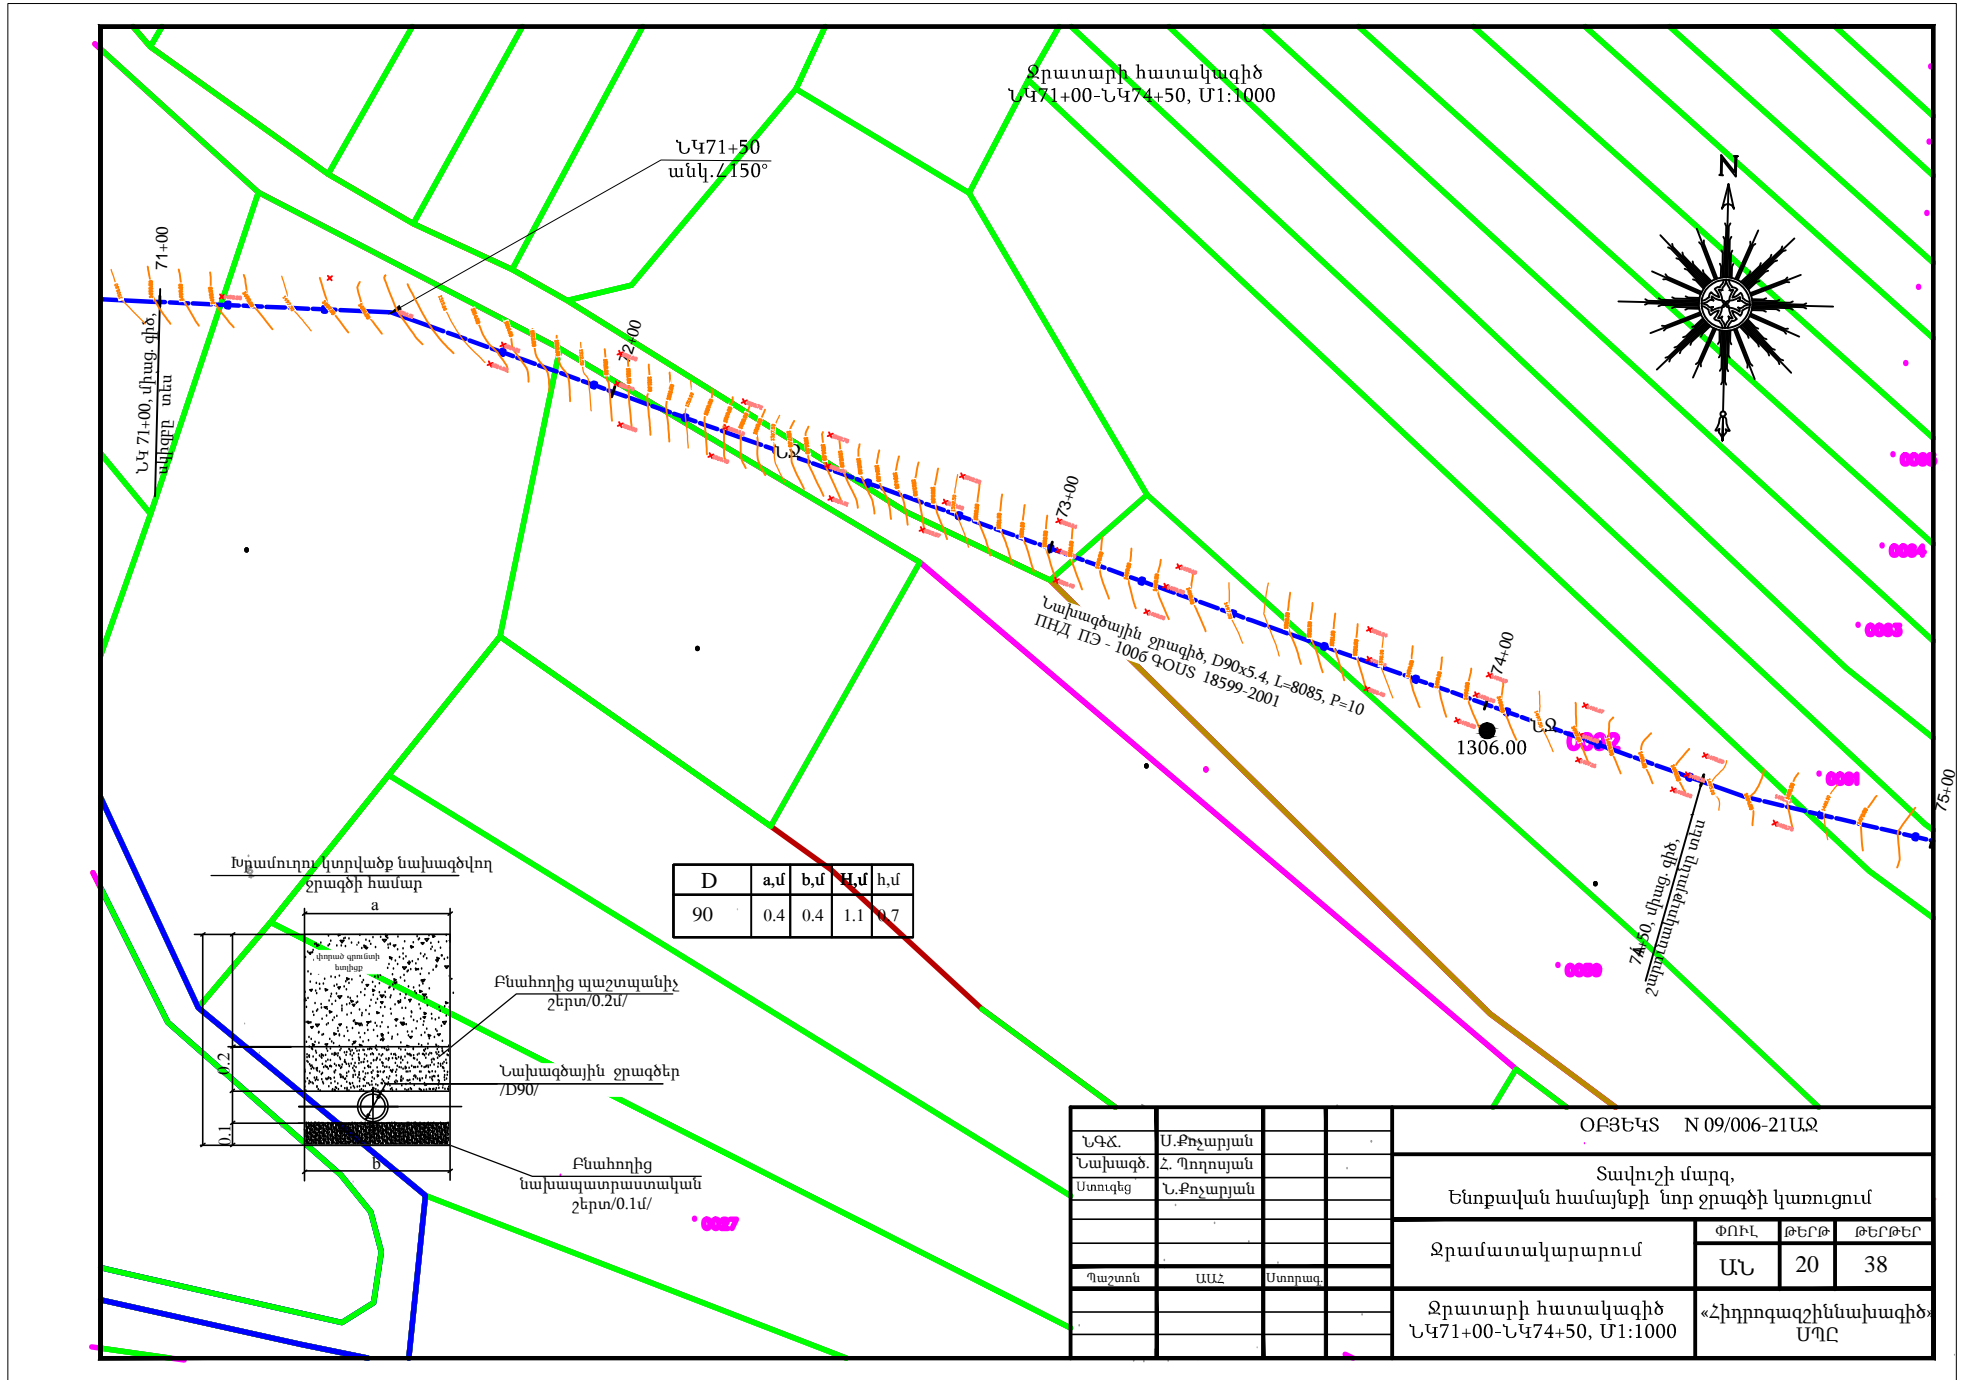 Ջրատարի հատակագիծ
ՆԿ71+00-ՆԿ74+50, Մ1:1000
ՆԿ71+50
անկ.∠150°
N
71+00
ՆԿ 71+00, միաց. գիծ,
սկիզբը տես
72+00
ՆՋ
73+00
Նախագծային ջրագիծ, D90x5.4, L=8085, P=10
ПНД ПЭ - 100б ԳՕՍՏ 18599-2001
74+00
ՆՋ
1306.00
75+00
74+50, միաց. գիծ,
շարունակությունը տես
Խրամուղու կտրվածք նախագծվող
ջրագծի համար
a
փորած գրունտի
ետլիցք
Բնահողից պաշտպանիչ
շերտ/0.2մ/
0.2
Նախագծային ջրագծեր
/D90/
0.1
b
Բնահողից
նախապատրաստական
շերտ/0.1մ/
D a,մ b,մ H,մ h,մ
90 0.4 0.4 1.1 0.7
ՕԲՅԵԿՏ N 09/006-21ԱՋ
ՆԳՃ. Ս.Քոչարյան
Նախագծ. Հ. Պողոսյան
Ստուգեց Ն.Քոչարյան
Տավուշի մարզ,
Ենոքավան համայնքի նոր ջրագծի կառուցում
Ջրամատակարարում
ՓՈՒԼ ԹԵՐԹ ԹԵՐԹԵՐ
ԱՆ 20 38
Պաշտոն ԱԱՀ Ստորագ.
Ջրատարի հատակագիծ
ՆԿ71+00-ՆԿ74+50, Մ1:1000
«Հիդրոգազշիննախագիծ»
ՍՊԸ